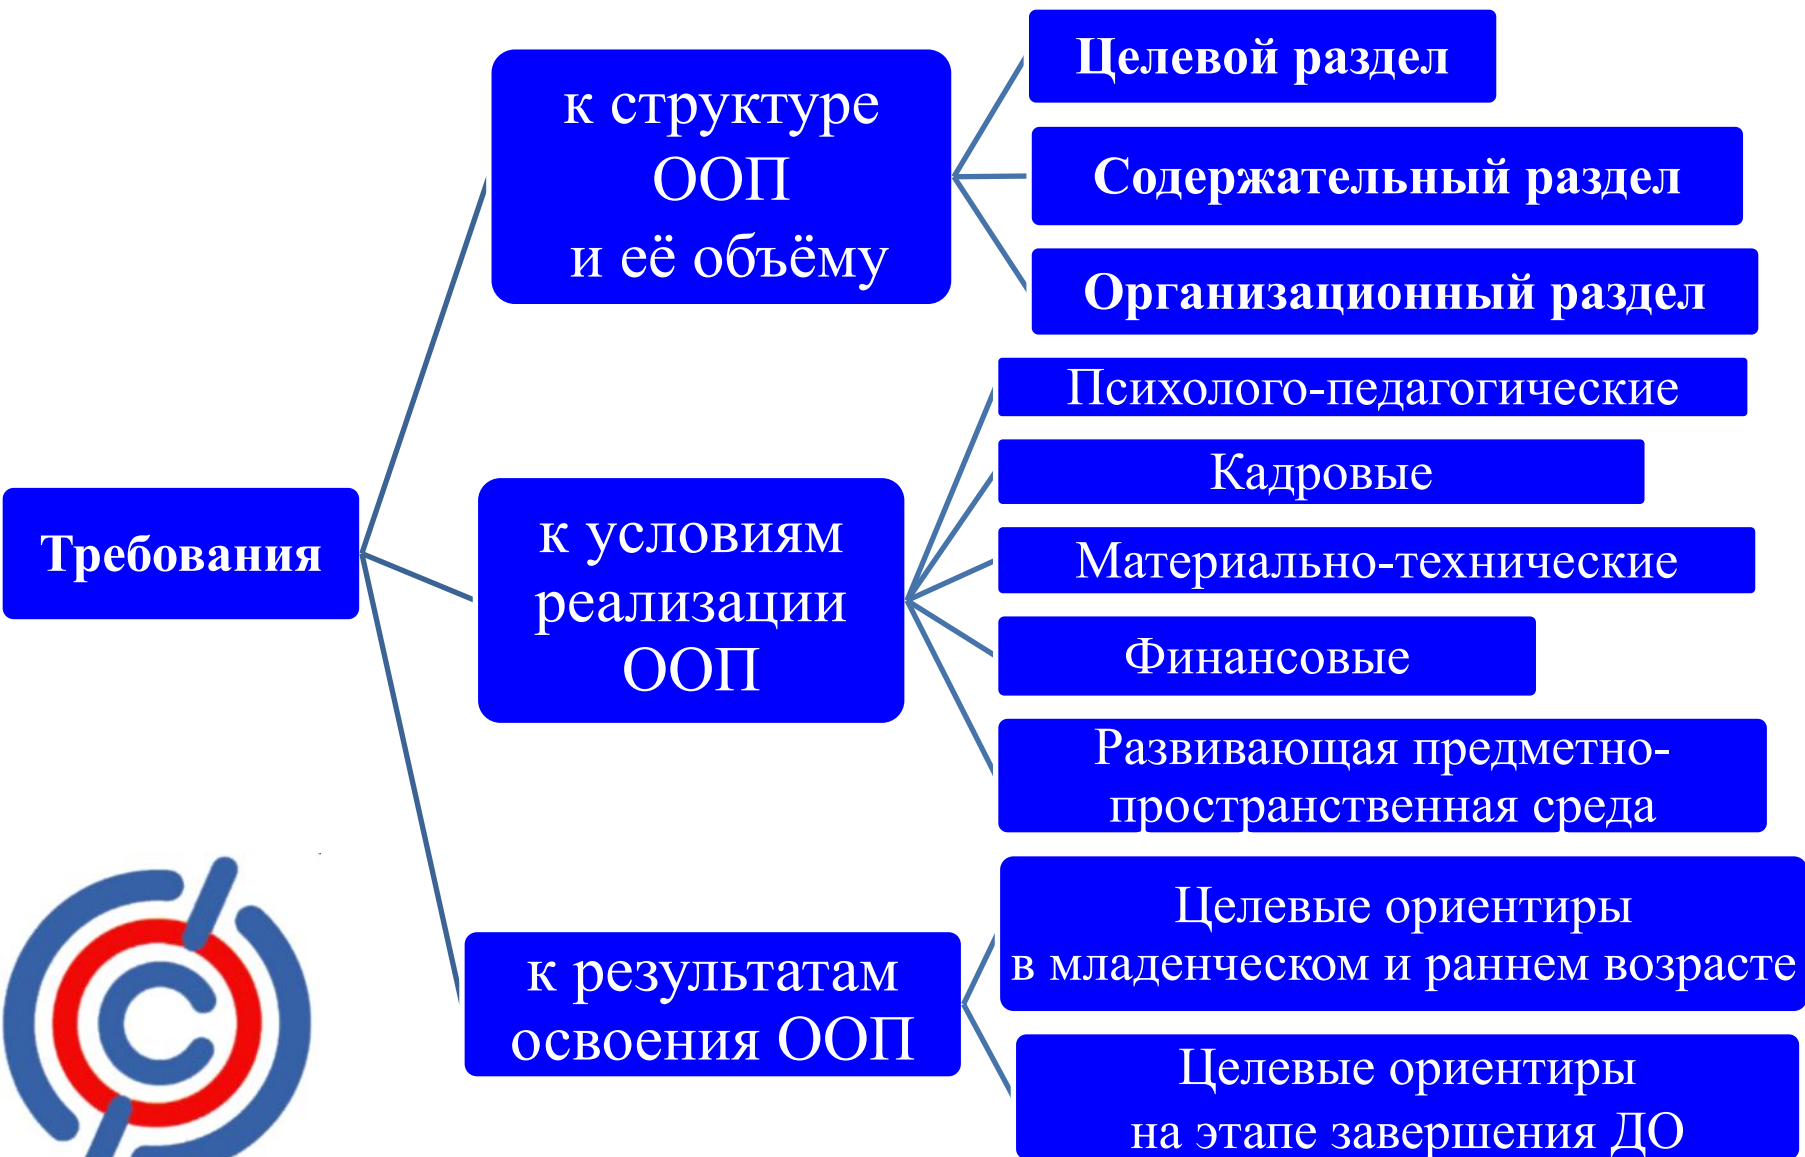 Требования
к структуре
ООП
и её объёму
Целевой раздел
Содержательный раздел
Организационный раздел
к условиям
реализации
ООП
Психолого-педагогические
Кадровые
Материально-технические
Финансовые
Развивающая предметно-
пространственная среда
к результатам
освоения ООП
Целевые ориентиры
в младенческом и раннем возрасте
Целевые ориентиры
на этапе завершения ДО